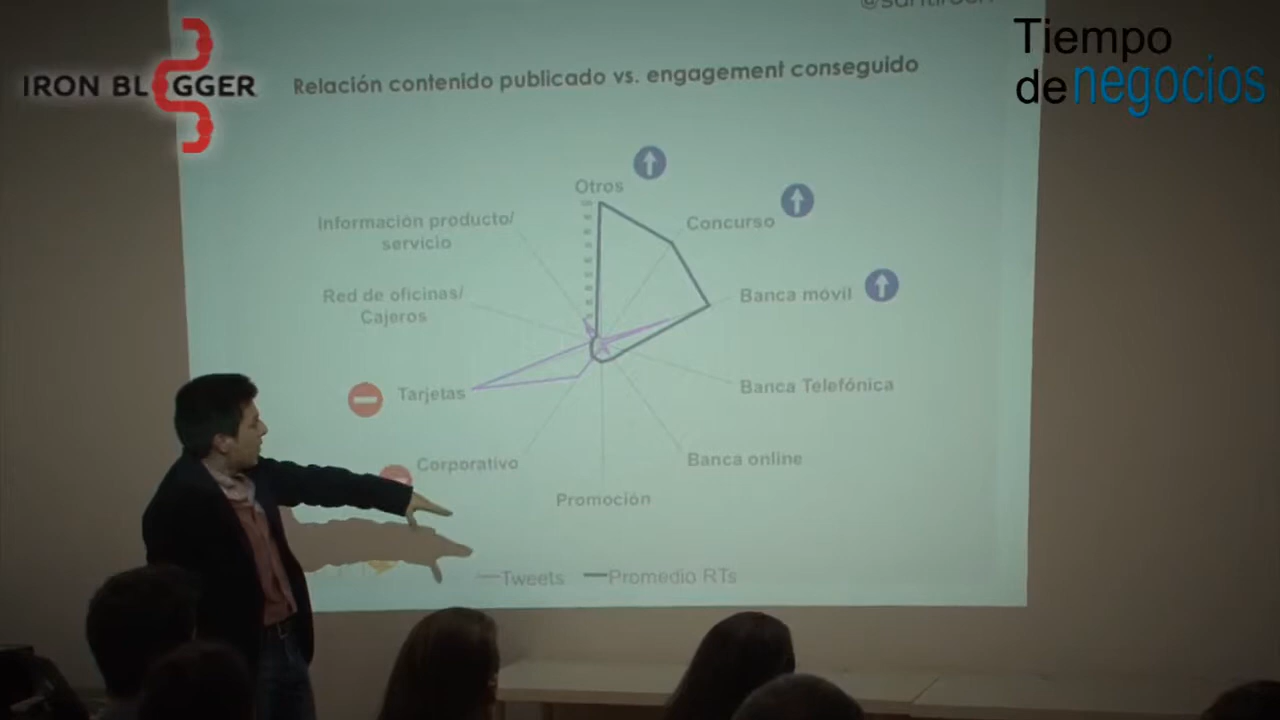 IRON BLOGGER
Tiempo
de negocios
Relación contenido publicado vs. engagement conseguido
Otros
Concurso
Información producto/
servicio
Banca móvil
Red de oficinas/
Cajeros
Banca Telefónica
Tarjetas
Banca online
Corporativo
Promoción
Tweets
Promedio RTs